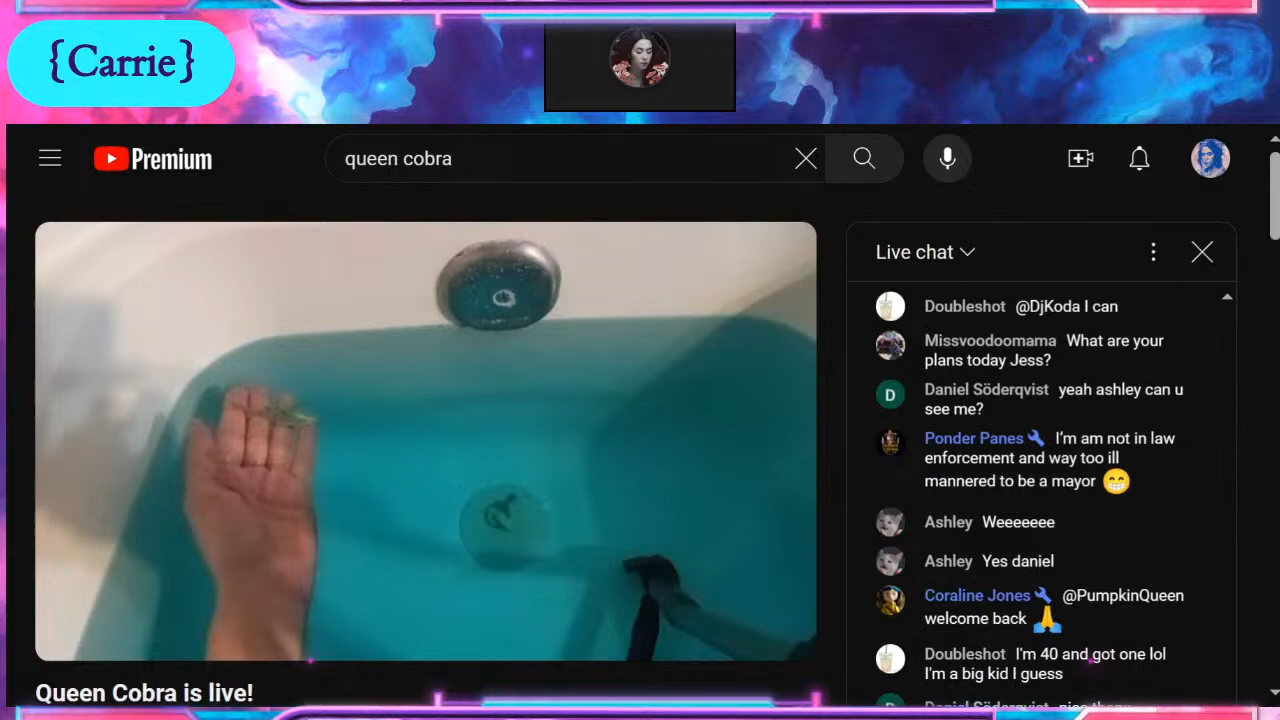 {Carrie}
Premium
queen cobra
Live chat
Doubleshot @DjKoda I can
Missvoodoomama What are your
plans today Jess?
D
Daniel Söderqvist yeah ashley can u
see me?
Ponder Panes I'm am not in law
enforcement and way too ill
mannered to be a mayor
Ashley Weeeeeee
Ashley Yes daniel
Coraline Jones @PumpkinQueen
welcome back
Doubleshot I'm 40 and got one lol
I'm a big kid I guess
Daniel Söderqvist
Queen Cobra is live!